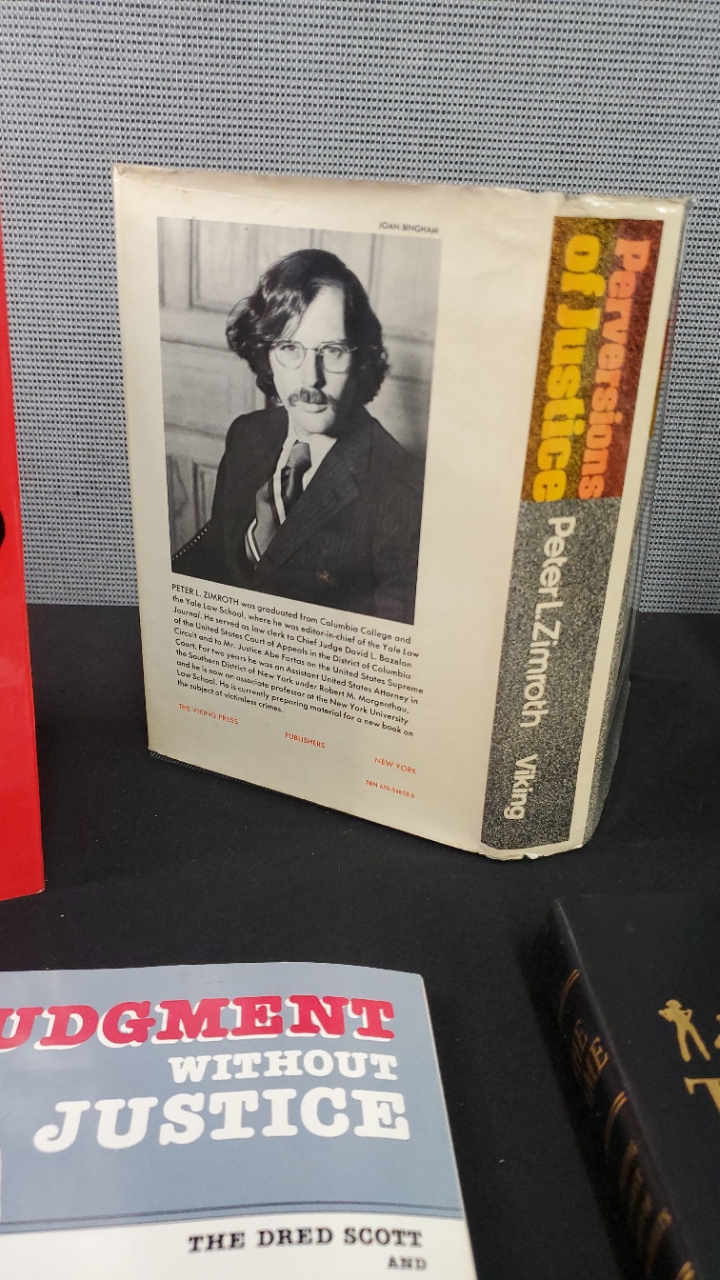 JOAN BINGHAM
PETER L. ZIMROTH was graduated from Columbia College and
the Yale Law School, where he was editor-in-chief of the Yale Law
Journal. He served as law clerk to Chief Judge David L. Bazelon
of the United States Court of Appeals in the District of Columbia
Circuit and to Mr. Justice Abe Fortas on the United States Supreme
Court. For two years he was an Assistant United States Attorney in
the Southern District of New York under Robert M. Morgenthau,
and he is now an associate professor at the New York University
Law School. He is currently preparing material for a new book on
the subject of victimless crimes.
THE VIKING PRESS
PUBLISHERS
NEW YORK
Perversions
of Justice
Peter L. Zimroth
Viking
UDGMENT
WITHOUT
JUSTICE
THE DRED SCOTT
AND